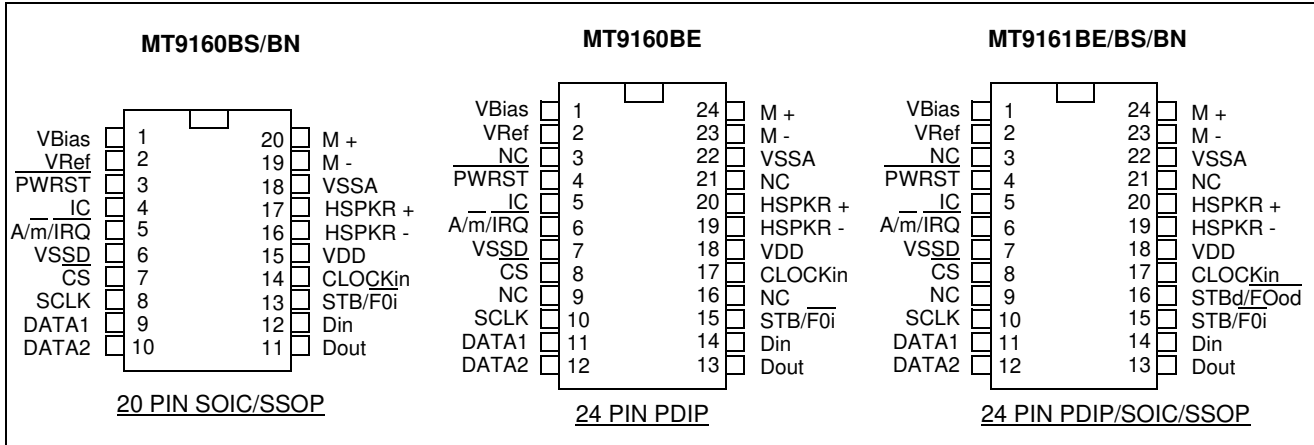 MT9160BS/BN
VBias 1 20 M +
VRef 2 19 M -
PWRST 3 18 VSSA
IC 4 17 HSPKR +
A/m/IRQ 5 16 HSPKR -
VSSD 6 15 VDD
CS 7 14 CLOCKin
SCLK 8 13 STB/F0i
DATA1 9 12 Din
DATA2 10 11 Dout
20 PIN SOIC/SSOP
MT9160BE
VBias 1 24 M +
VRef 2 23 M -
NC 3 22 VSSA
PWRST 4 21 NC
IC 5 20 HSPKR +
A/m/IRQ 6 19 HSPKR -
VSSD 7 18 VDD
CS 8 17 CLOCKin
NC 9 16 NC
SCLK 10 15 STB/F0i
DATA1 11 14 Din
DATA2 12 13 Dout
24 PIN PDIP
MT9161BE/BS/BN
VBias 1 24 M +
VRef 2 23 M -
NC 3 22 VSSA
PWRST 4 21 NC
IC 5 20 HSPKR +
A/m/IRQ 6 19 HSPKR -
VSSD 7 18 VDD
CS 8 17 CLOCKin
NC 9 16 STBd/FOod
SCLK 10 15 STB/F0i
DATA1 11 14 Din
DATA2 12 13 Dout
24 PIN PDIP/SOIC/SSOP